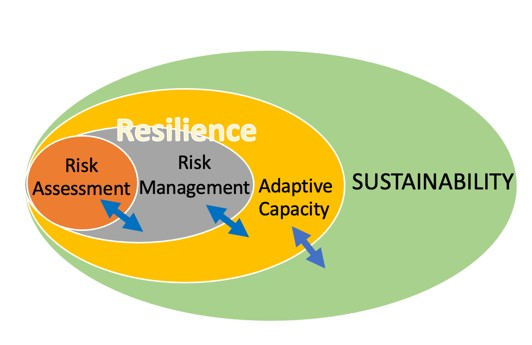 Resilience
Risk
Assessment
Risk
Management
Adaptive
Capacity
SUSTAINABILITY